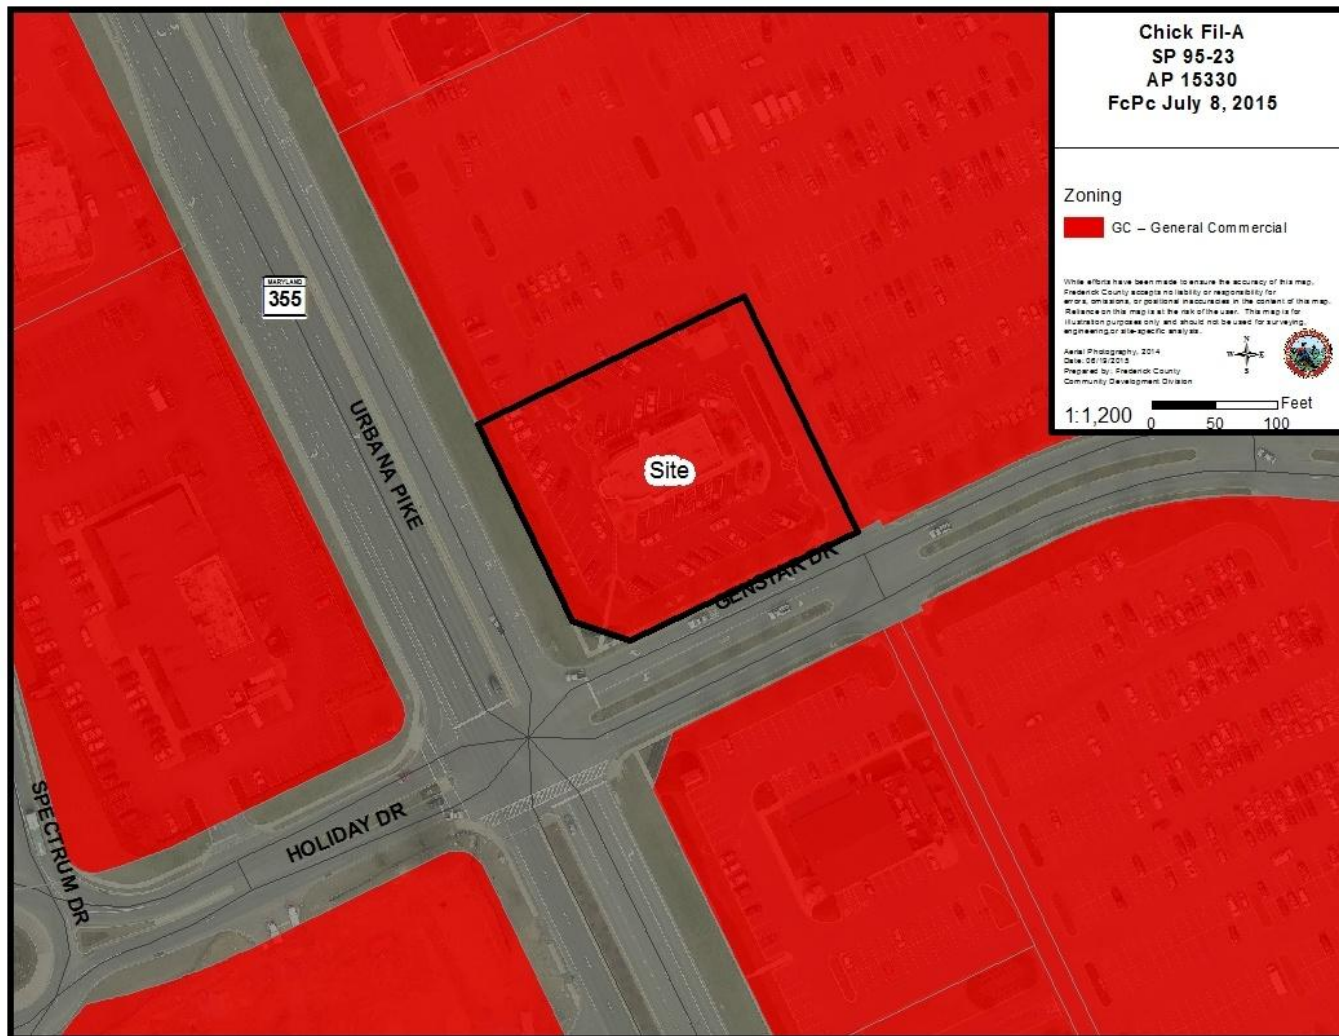 Chick Fil-A
SP 95-23
AP 15330
FcPc July 8, 2015
Zoning
GC – General Commercial
While efforts have been made to ensure the accuracy of this map,
Frederick County accepts no liability or responsibility for
errors, omissions, or positional inaccuracies in the content of this map.
Reliance on this map is at the risk of the user. This map is for
illustration purposes only and should not be used for surveying,
engineering, or site-specific analysis.
Aerial Photography, 2014
Date: 06/19/2015
Prepared by: Frederick County
Community Development Division
N
W E
S
1:1,200
Feet
0 50 100
MARYLAND
355
URBANA PIKE
Site
GENSTAR DR
HOLIDAY DR
SPECTRUM DR